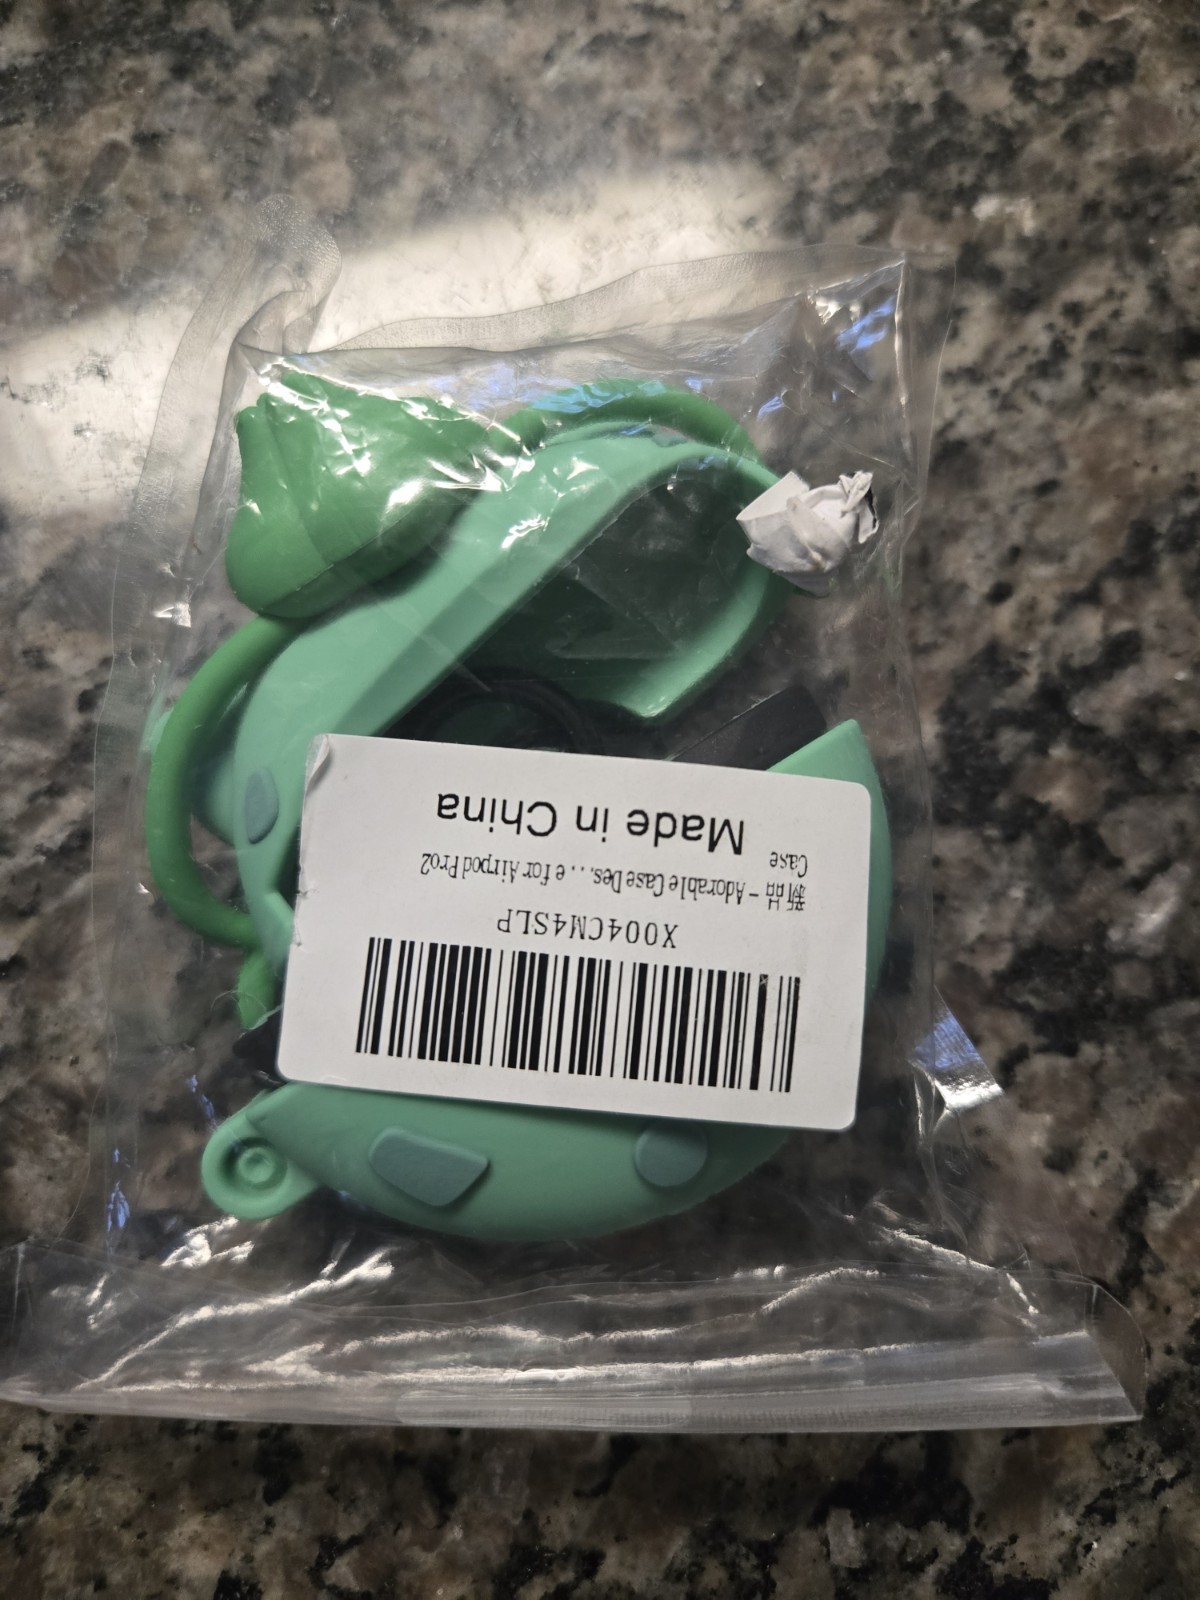 X004CM4SLP
新品 - Adorable Case Des... e for Airpod Pro2
Case
Made in China